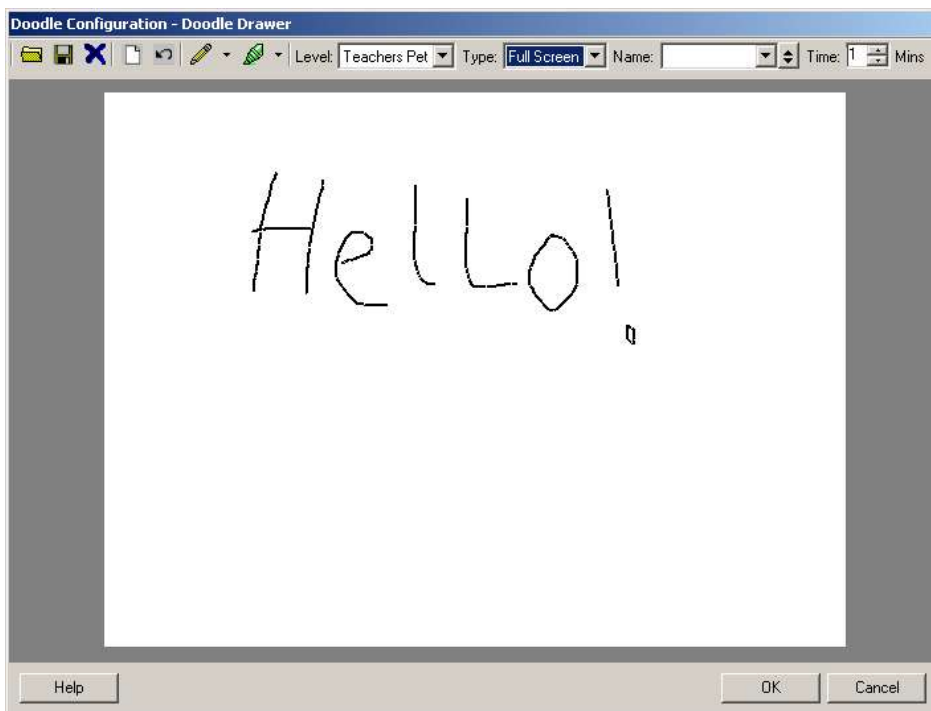 Doodle Configuration - Doodle Drawer
Level: Teachers Pet Type: Full Screen Name: Time: 1 Mins
HelLo!
Help OK Cancel